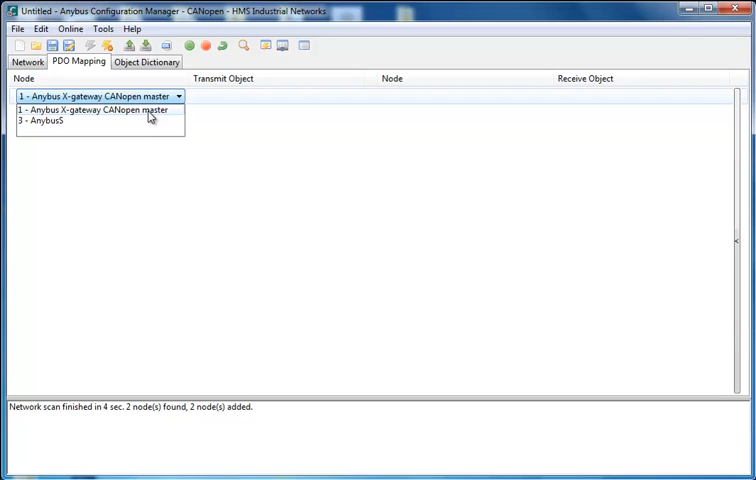 Untitled - Anybus Configuration Manager - CANopen - HMS Industrial Networks
File Edit Online Tools Help
Network PDO Mapping Object Dictionary
Node Transmit Object Node Receive Object
1 - Anybus X-gateway CANopen master
1 - Anybus X-gateway CANopen master
3 - AnybusS
<
Network scan finished in 4 sec. 2 node(s) found, 2 node(s) added.